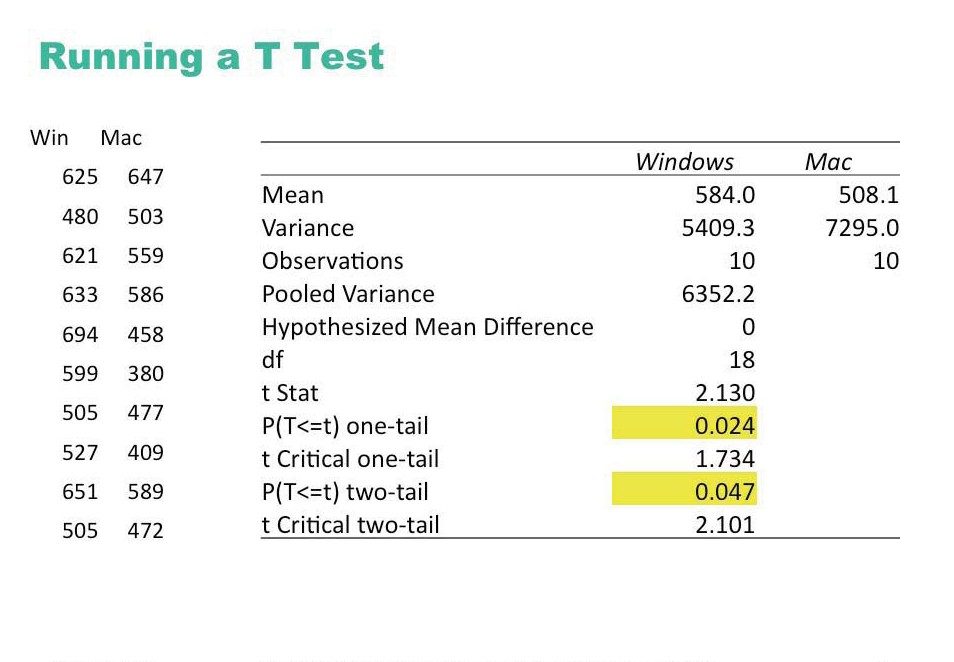 Running a T Test
Win Mac
625 647
480 503
621 559
633 586
694 458
599 380
505 477
527 409
651 589
505 472
Windows Mac
Mean 584.0 508.1
Variance 5409.3 7295.0
Observations 10 10
Pooled Variance 6352.2
Hypothesized Mean Difference 0
df 18
t Stat 2.130
P(T<=t) one-tail 0.024
t Critical one-tail 1.734
P(T<=t) two-tail 0.047
t Critical two-tail 2.101